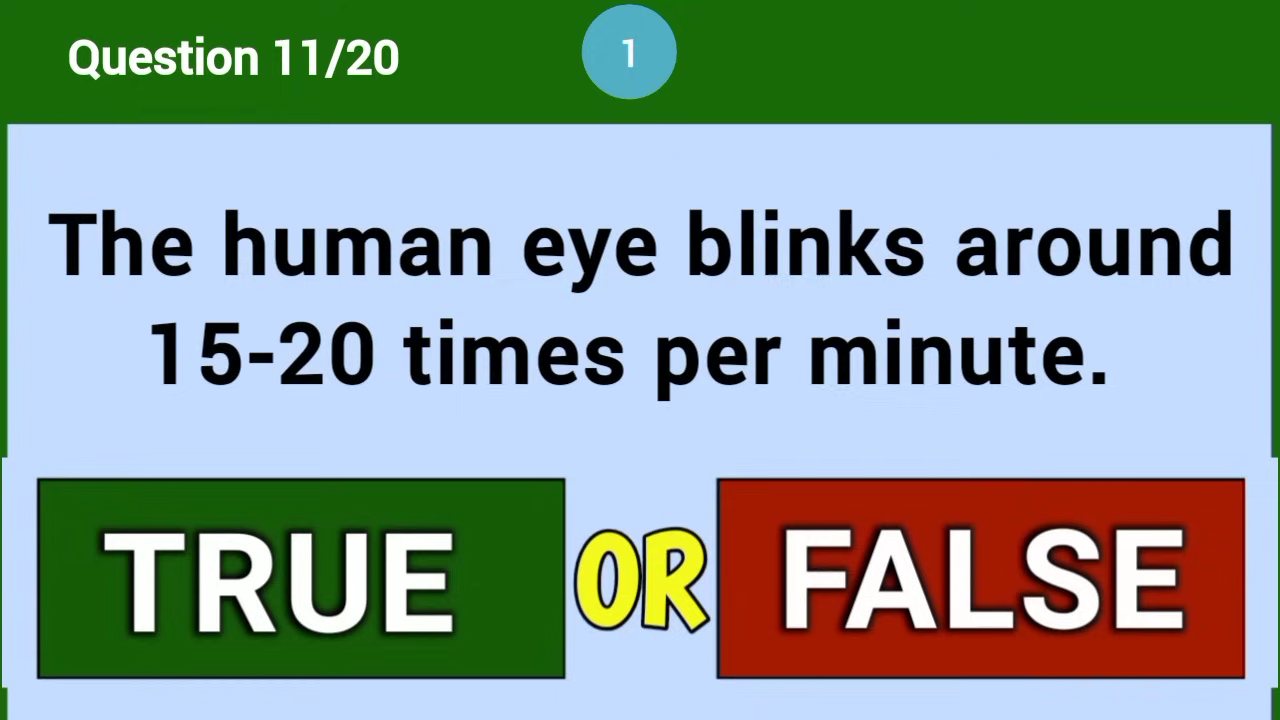 Question 11/20
1
The human eye blinks around
15-20 times per minute.
TRUE OR FALSE